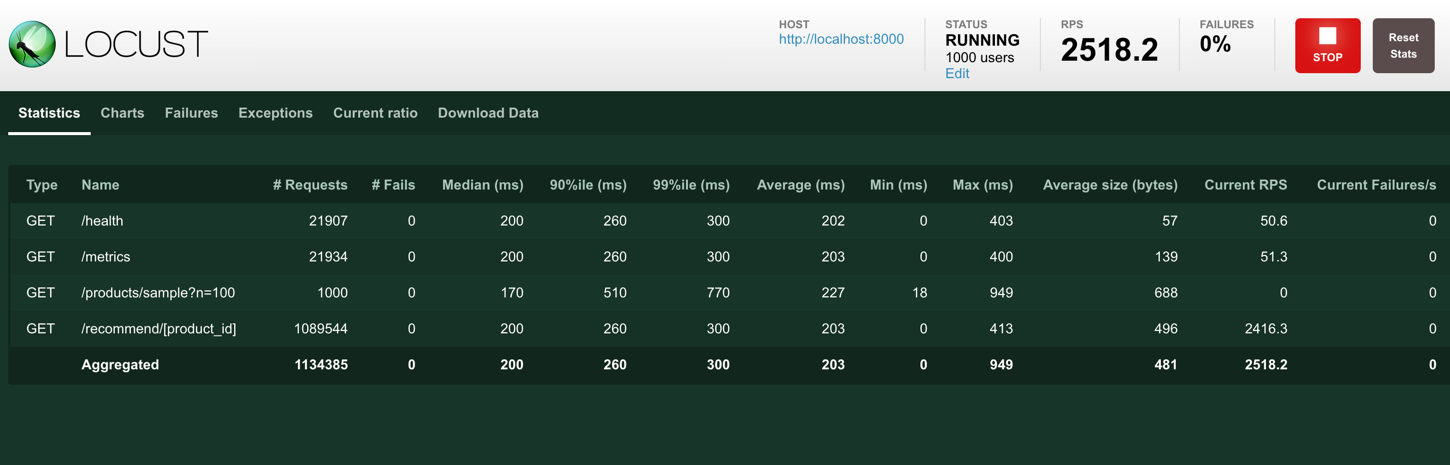 LOCUST
HOST
http://localhost:8000
STATUS
RUNNING
1000 users
Edit
RPS
2518.2
FAILURES
0%
STOP
Reset
Stats
Statistics Charts Failures Exceptions Current ratio Download Data
Type Name # Requests # Fails Median (ms) 90%ile (ms) 99%ile (ms) Average (ms) Min (ms) Max (ms) Average size (bytes) Current RPS Current Failures/s
GET /health 21907 0 200 260 300 202 0 403 57 50.6 0
GET /metrics 21934 0 200 260 300 203 0 400 139 51.3 0
GET /products/sample?n=100 1000 0 170 510 770 227 18 949 688 0 0
GET /recommend/[product_id] 1089544 0 200 260 300 203 0 413 496 2416.3 0
Aggregated 1134385 0 200 260 300 203 0 949 481 2518.2 0